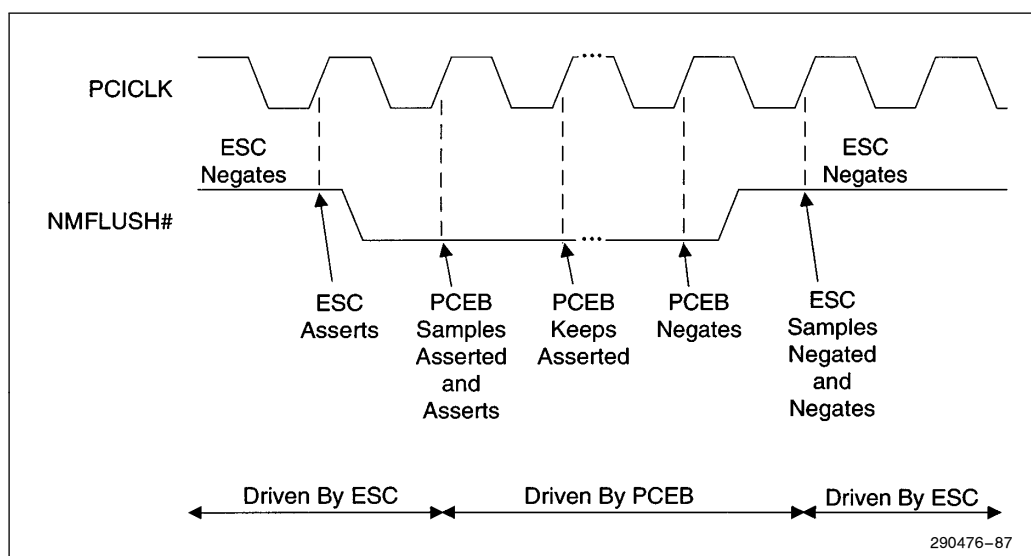 PCICLK
ESC
Negates
ESC
Negates
NMFLUSH#
ESC
Asserts
PCEB
Samples
Asserted
and
Asserts
PCEB
Keeps
Asserted
PCEB
Negates
ESC
Samples
Negated
and
Negates
Driven By ESC
Driven By PCEB
Driven By ESC
290476–87